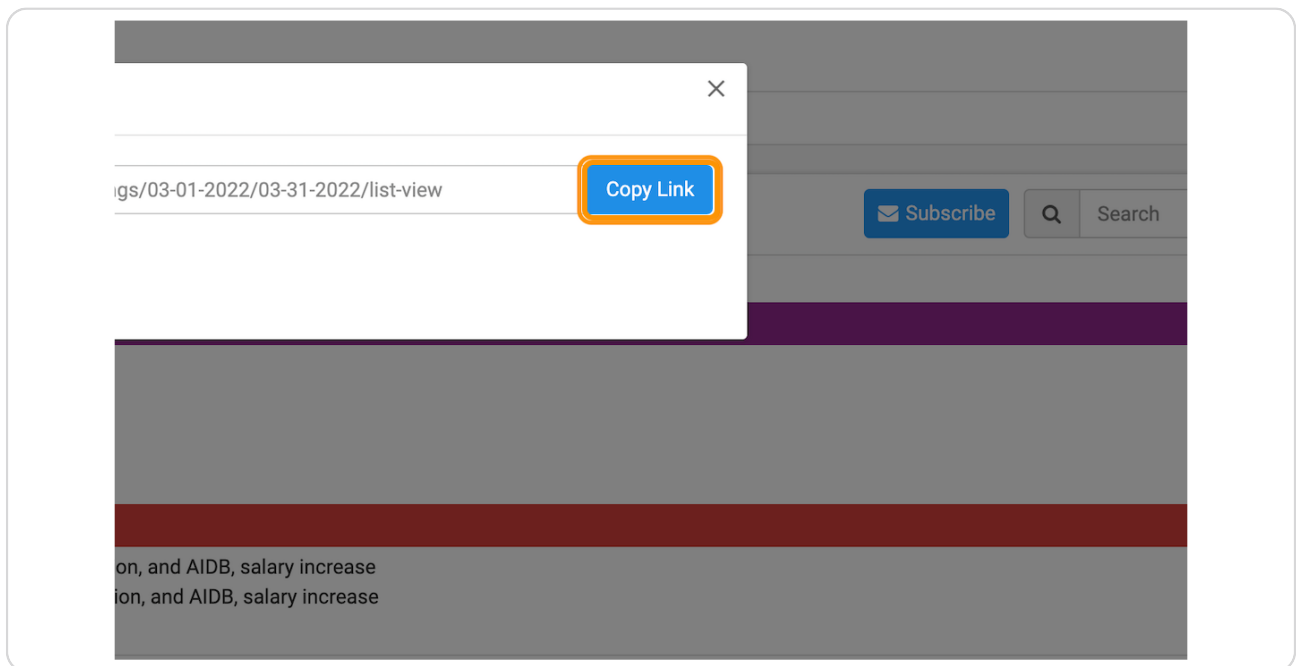 gs/03-01-2022/03-31-2022/list-view
Copy Link
Subscribe
Search
on, and AIDB, salary increase
ion, and AIDB, salary increase